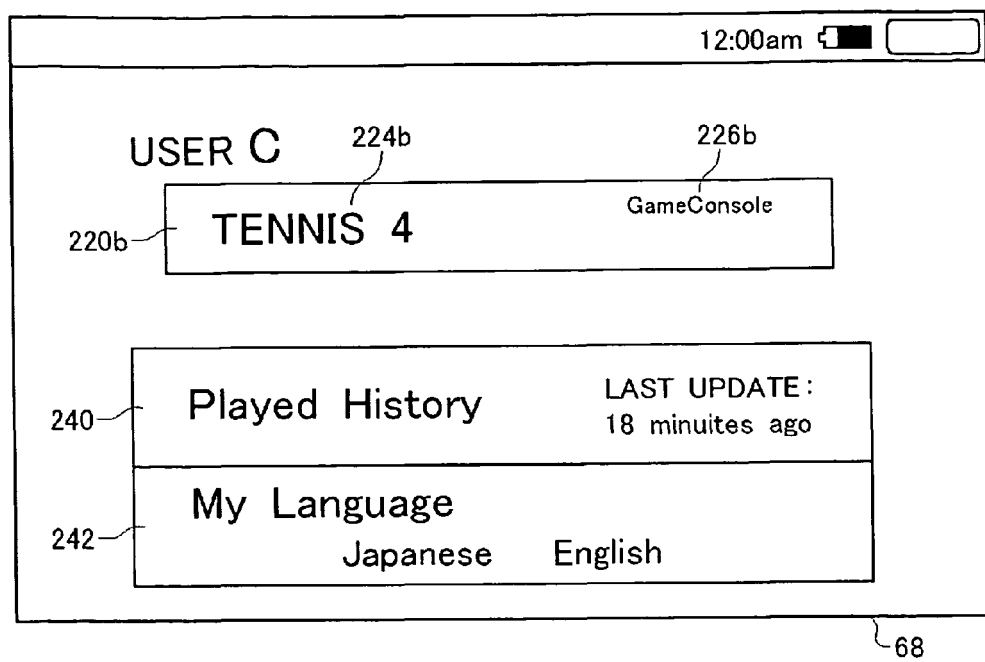 12:00am
USER C
224b
226b
220b
TENNIS 4
GameConsole
240
Played History
LAST UPDATE:
18 minuites ago
242
My Language
Japanese English
68